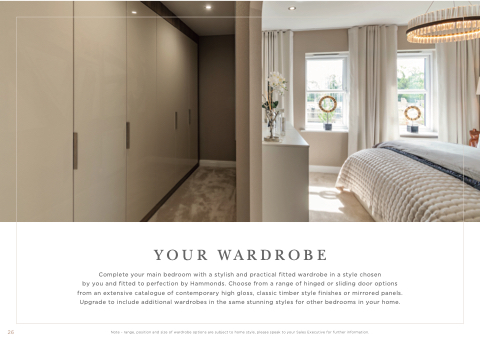 YOUR WARDROBE
Complete your main bedroom with a stylish and practical fitted wardrobe in a style chosen
by you and fitted to perfection by Hammonds. Choose from a range of hinged or sliding door options
from an extensive catalogue of contemporary high gloss, classic timber style finishes or mirrored panels.
Upgrade to include additional wardrobes in the same stunning styles for other bedrooms in your home.
26
Note - range, position and size of wardrobe options are subject to home style, please speak to your Sales Executive for further information